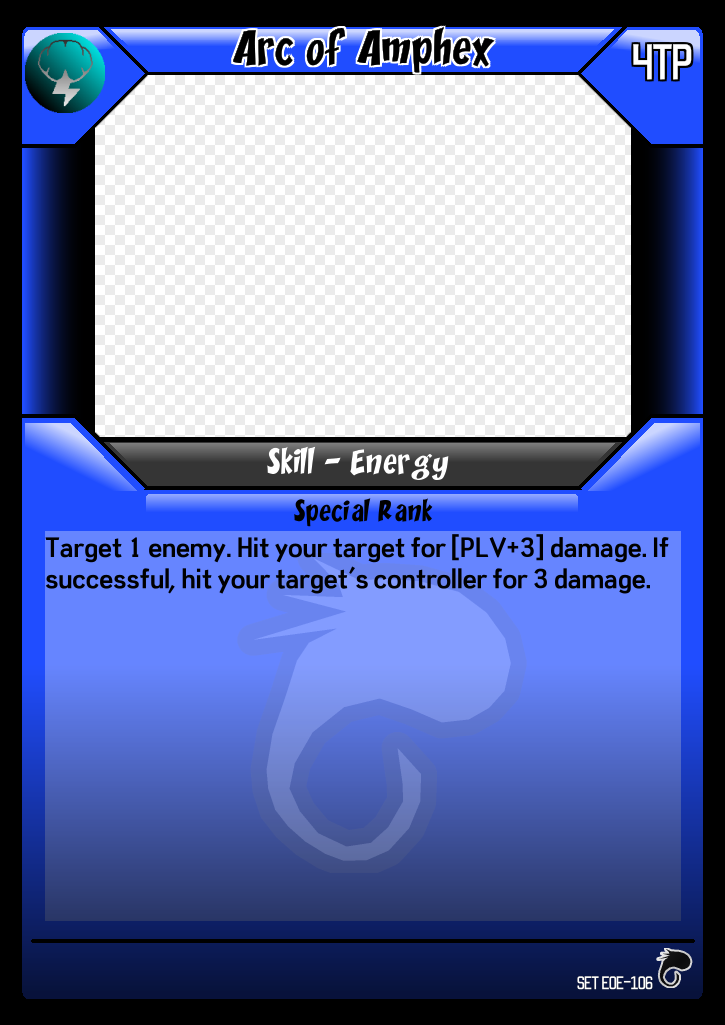 Arc of Amphex
4TP
Skill - Energy
Special Rank
Target 1 enemy. Hit your target for [PLV+3] damage. If
successful, hit your target's controller for 3 damage.
SET EOE-106